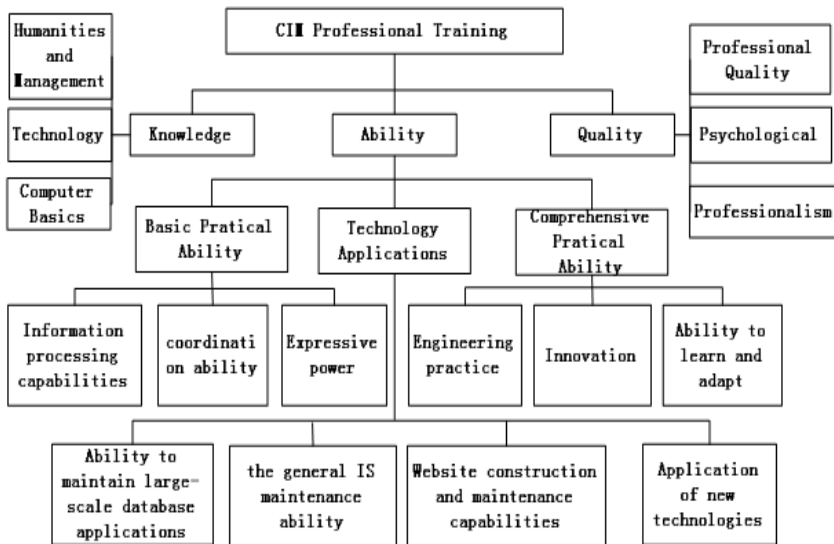 Humanities
and
Management
CIM Professional Training
Professional
Quality
Technology
Knowledge
Ability
Quality
Psychological
Computer
Basics
Professionalism
Basic Pratical
Ability
Technology
Applications
Comprehensive
Pratical
Ability
Information
processing
capabilities
coordinati
on ability
Expressive
power
Engineering
practice
Innovation
Ability to
learn and
adapt
Ability to
maintain large-
scale database
applications
the general IS
maintenance
ability
Website construction
and maintenance
capabilities
Application
of new
technologies